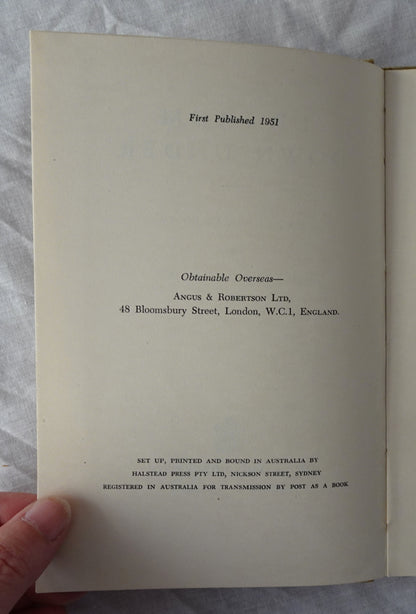 First Published 1951
Obtainable Overseas—
Angus & Robertson Ltd,
48 Bloomsbury Street, London, W.C.1, England.
SET UP, PRINTED AND BOUND IN AUSTRALIA BY
HALSTEAD PRESS PTY LTD, NICKSON STREET, SYDNEY
REGISTERED IN AUSTRALIA FOR TRANSMISSION BY POST AS A BOOK